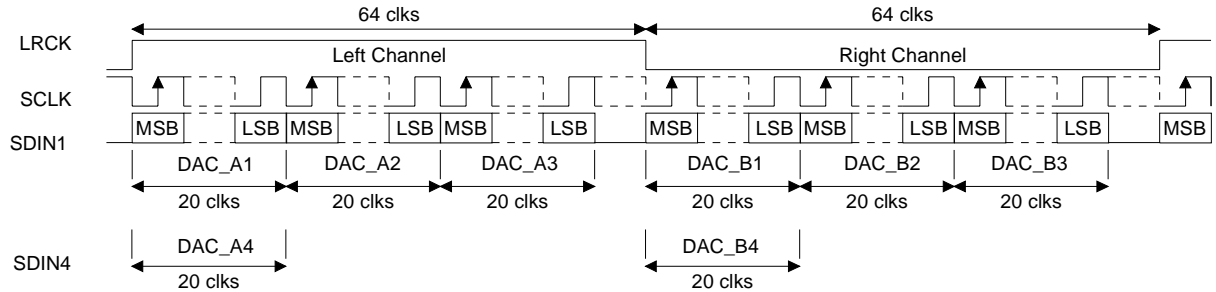 64 clks 64 clks
LRCK Left Channel Right Channel
SCLK
SDIN1 MSB LSB MSB LSB MSB LSB MSB LSB MSB LSB MSB LSB MSB
DAC_A1 DAC_A2 DAC_A3 DAC_B1 DAC_B2 DAC_B3
20 clks 20 clks 20 clks 20 clks 20 clks 20 clks
DAC_A4 DAC_B4
SDIN4
20 clks 20 clks